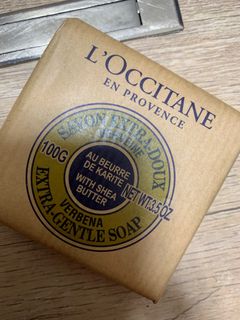 L'OCCITANE
EN PROVENCE
SAVON EXTRA-DOUX
VERVEINE
100G
AU BEURRE
DE KARITÉ
WITH SHEA
BUTTER
NET WT 3.5 OZ
VERBENA
EXTRA-GENTLE SOAP